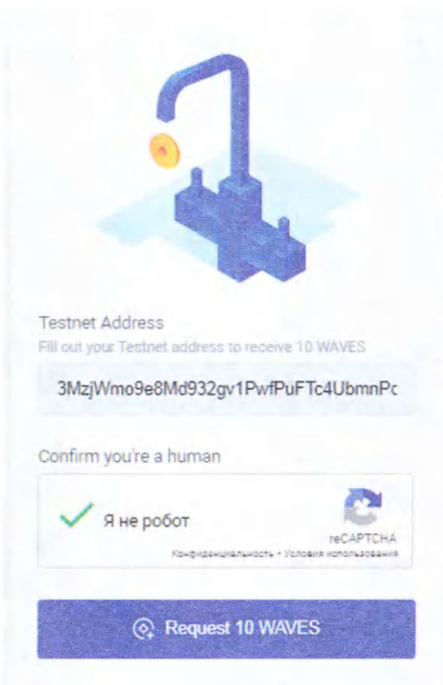 Testnet Address
Fill out your Testnet address to receive 10 WAVES
3MzjWmo9e8Md932gv1PwfPuFTc4UbmnPc
Confirm you're a human
Я не робот
reCAPTCHA
Конфиденциальность - Условия использования
Request 10 WAVES